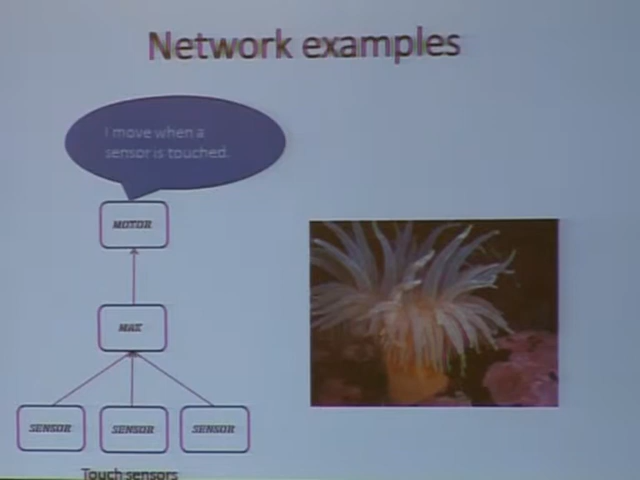 Network examples
I move when a
sensor is touched.
MOTOR
MAX
SENSOR SENSOR SENSOR
Touch sensors